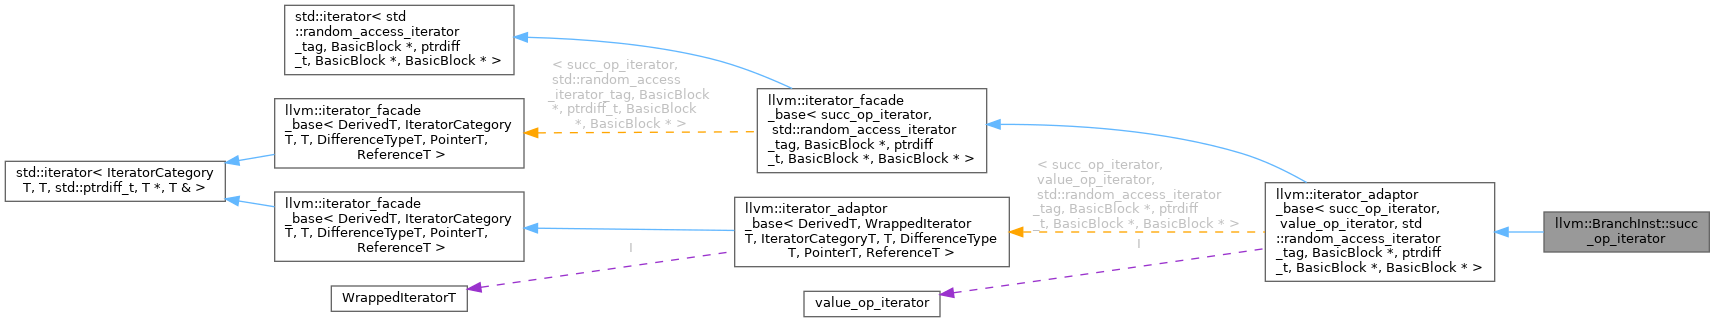 std::iterator< std
::random_access_iterator
_tag, BasicBlock *, ptrdiff
_t, BasicBlock *, BasicBlock * >
< succ_op_iterator,
std::random_access
_iterator_tag, BasicBlock
*, ptrdiff_t, BasicBlock
*, BasicBlock * >
llvm::iterator_facade
_base< succ_op_iterator,
std::random_access_iterator
_tag, BasicBlock *, ptrdiff
_t, BasicBlock *, BasicBlock * >
llvm::iterator_facade
_base< DerivedT, IteratorCategory
T, T, DifferenceTypeT, PointerT,
ReferenceT >
std::iterator< IteratorCategory
T, T, std::ptrdiff_t, T *, T & >
llvm::iterator_facade
_base< DerivedT, IteratorCategory
T, T, DifferenceTypeT, PointerT,
ReferenceT >
llvm::iterator_adaptor
_base< DerivedT, WrappedIterator
T, IteratorCategoryT, T, DifferenceType
T, PointerT, ReferenceT >
< succ_op_iterator,
value_op_iterator,
std::random_access_iterator
_tag, BasicBlock *, ptrdiff
_t, BasicBlock *, BasicBlock * >
llvm::iterator_adaptor
_base< succ_op_iterator,
value_op_iterator, std
::random_access_iterator
_tag, BasicBlock *, ptrdiff
_t, BasicBlock *, BasicBlock * >
llvm::BranchInst::succ
_op_iterator
I
I
WrappedIteratorT
value_op_iterator